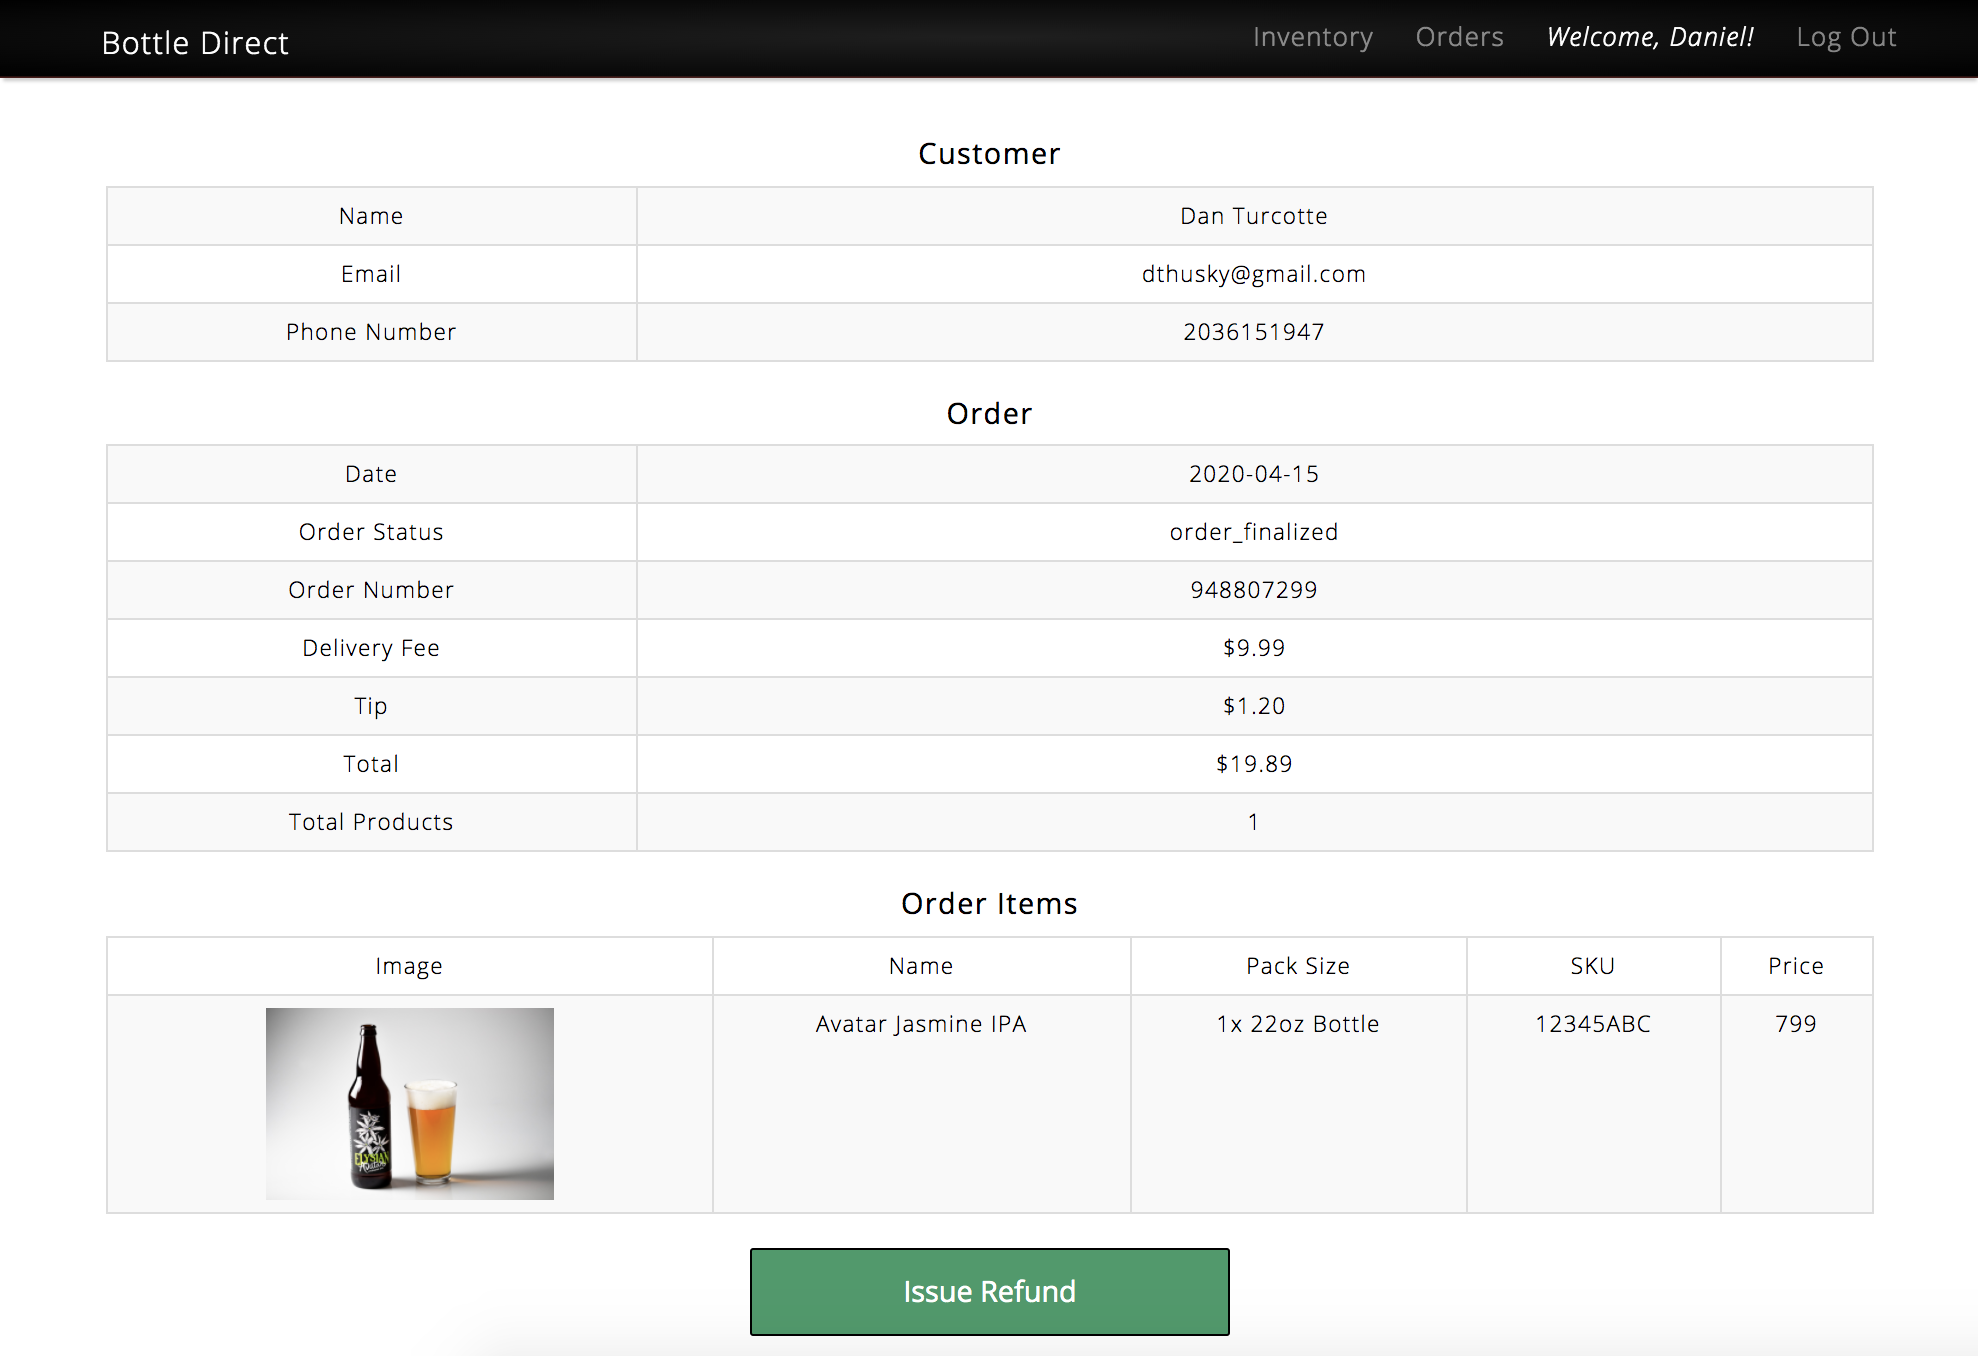 Bottle Direct
Inventory Orders Welcome, Daniel! Log Out
Customer
Name Dan Turcotte
Email dthusky@gmail.com
Phone Number 2036151947
Order
Date 2020-04-15
Order Status order_finalized
Order Number 948807299
Delivery Fee $9.99
Tip $1.20
Total $19.89
Total Products 1
Order Items
Image Name Pack Size SKU Price
Avatar Jasmine IPA 1x 22oz Bottle 12345ABC 799
ELYSIAN
Avatar
Issue Refund